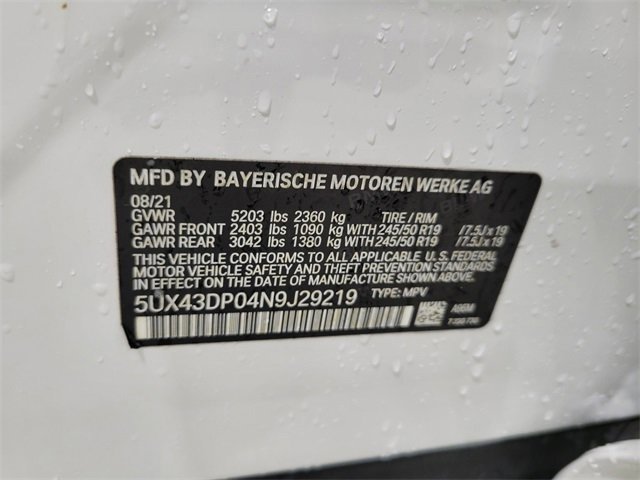 MFD BY BAYERISCHE MOTOREN WERKE AG
08/21
GVWR 5203 lbs 2360 kg TIRE / RIM
GAWR FRONT 2403 lbs 1090 kg WITH 245/50 R19 /7.5J x 19
GAWR REAR 3042 lbs 1380 kg WITH 245/50 R19 /7.5J x 19
THIS VEHICLE CONFORMS TO ALL APPLICABLE U.S. FEDERAL
MOTOR VEHICLE SAFETY, BUMPER, AND THEFT PREVENTION STANDARDS
IN EFFECT ON THE DATE OF MANUFACTURE SHOWN ABOVE.
5UX43DP04N9J29219 TYPE: MPV